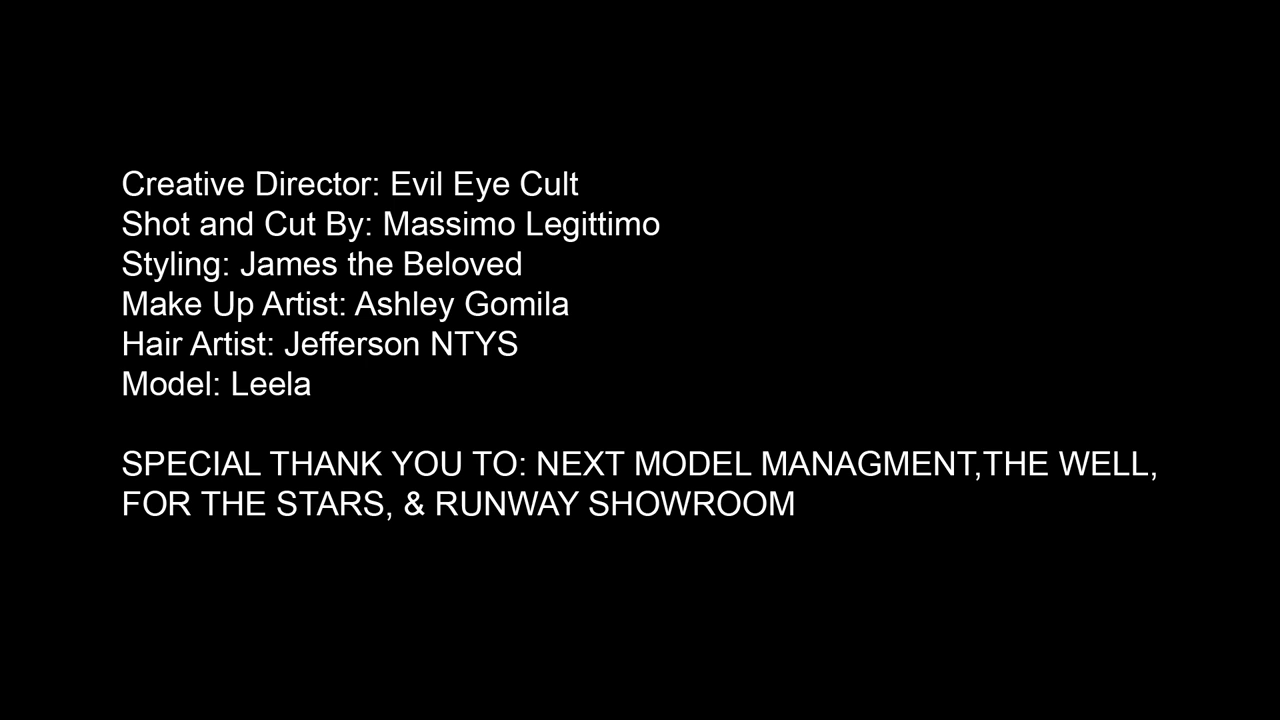 Creative Director: Evil Eye Cult
Shot and Cut By: Massimo Legittimo
Styling: James the Beloved
Make Up Artist: Ashley Gomila
Hair Artist: Jefferson NTYS
Model: Leela
SPECIAL THANK YOU TO: NEXT MODEL MANAGMENT,THE WELL,
FOR THE STARS, & RUNWAY SHOWROOM